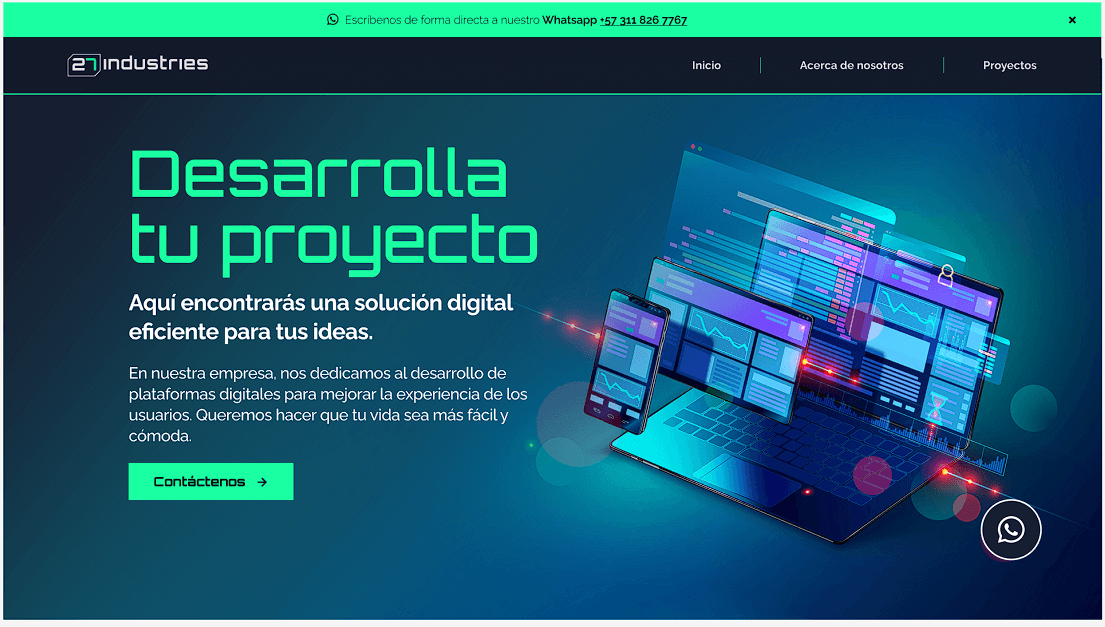 Escríbenos de forma directa a nuestro Whatsapp +57 311 826 7767
27industries
Inicio
Acerca de nosotros
Proyectos
Desarrolla
tu proyecto
Aquí encontrarás una solución digital
eficiente para tus ideas.
En nuestra empresa, nos dedicamos al desarrollo de
plataformas digitales para mejorar la experiencia de los
usuarios. Queremos hacer que tu vida sea más fácil y
cómoda.
Contáctenos